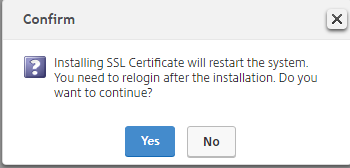 Confirm
Installing SSL Certificate will restart the system.
You need to relogin after the installation. Do you
want to continue?
Yes
No